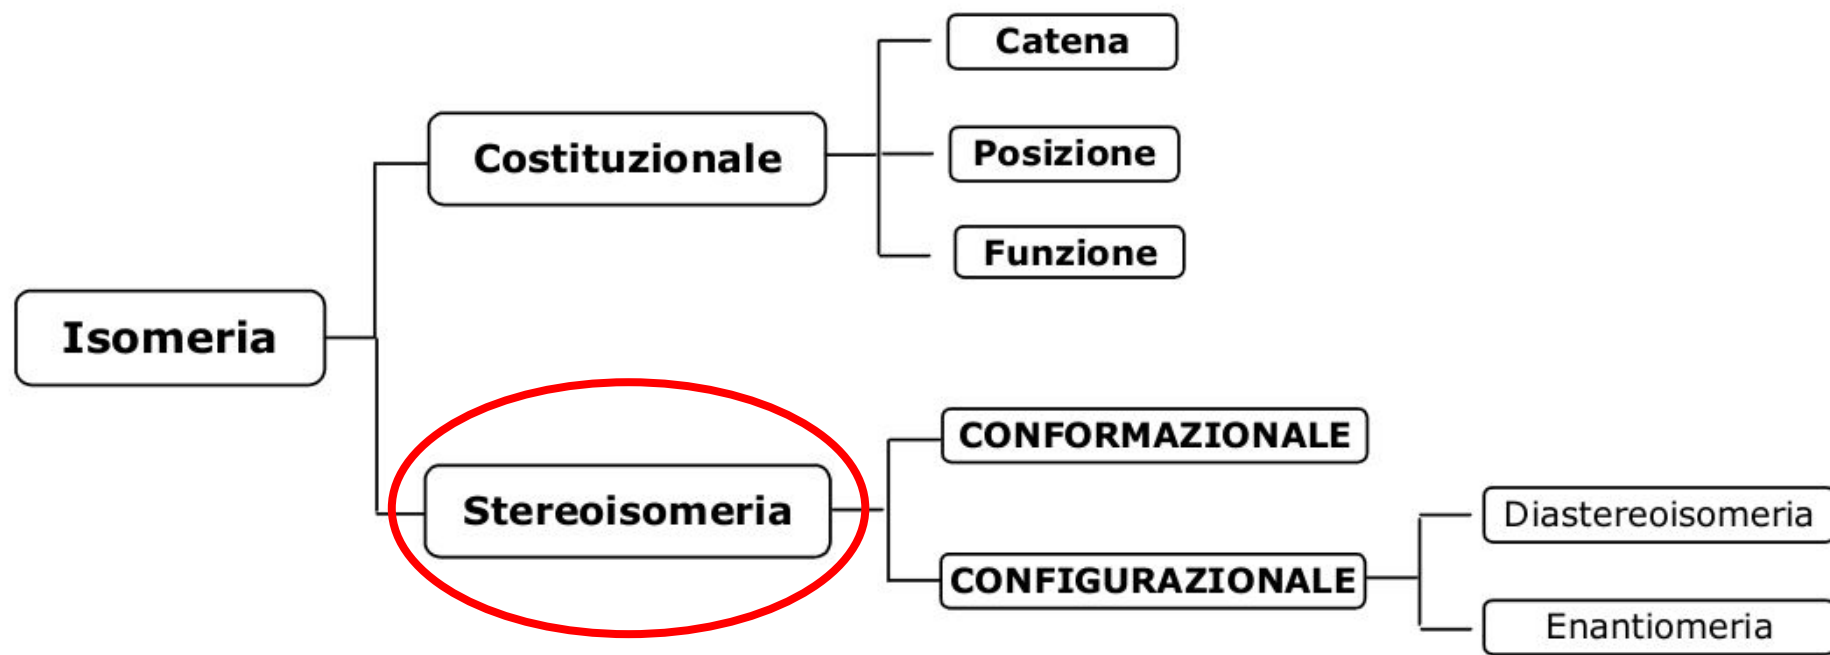 Catena
Costituzionale
Posizione
Funzione
Isomeria
Stereoisomeria
CONFORMAZIONALE
CONFIGURAZIONALE
Diastereoisomeria
Enantiomeria